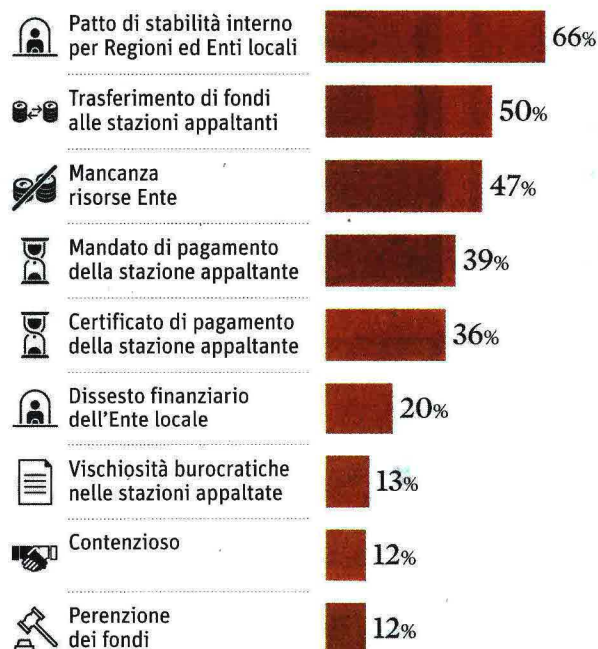 Patto di stabilità interno
per Regioni ed Enti locali
66%
Trasferimento di fondi
alle stazioni appaltanti
50%
Mancanza
risorse Ente
47%
Mandato di pagamento
della stazione appaltante
39%
Certificato di pagamento
della stazione appaltante
36%
Dissesto finanziario
dell'Ente locale
20%
Vischiosità burocratiche
nelle stazioni appaltate
13%
Contenzioso
12%
Perenzione
dei fondi
12%